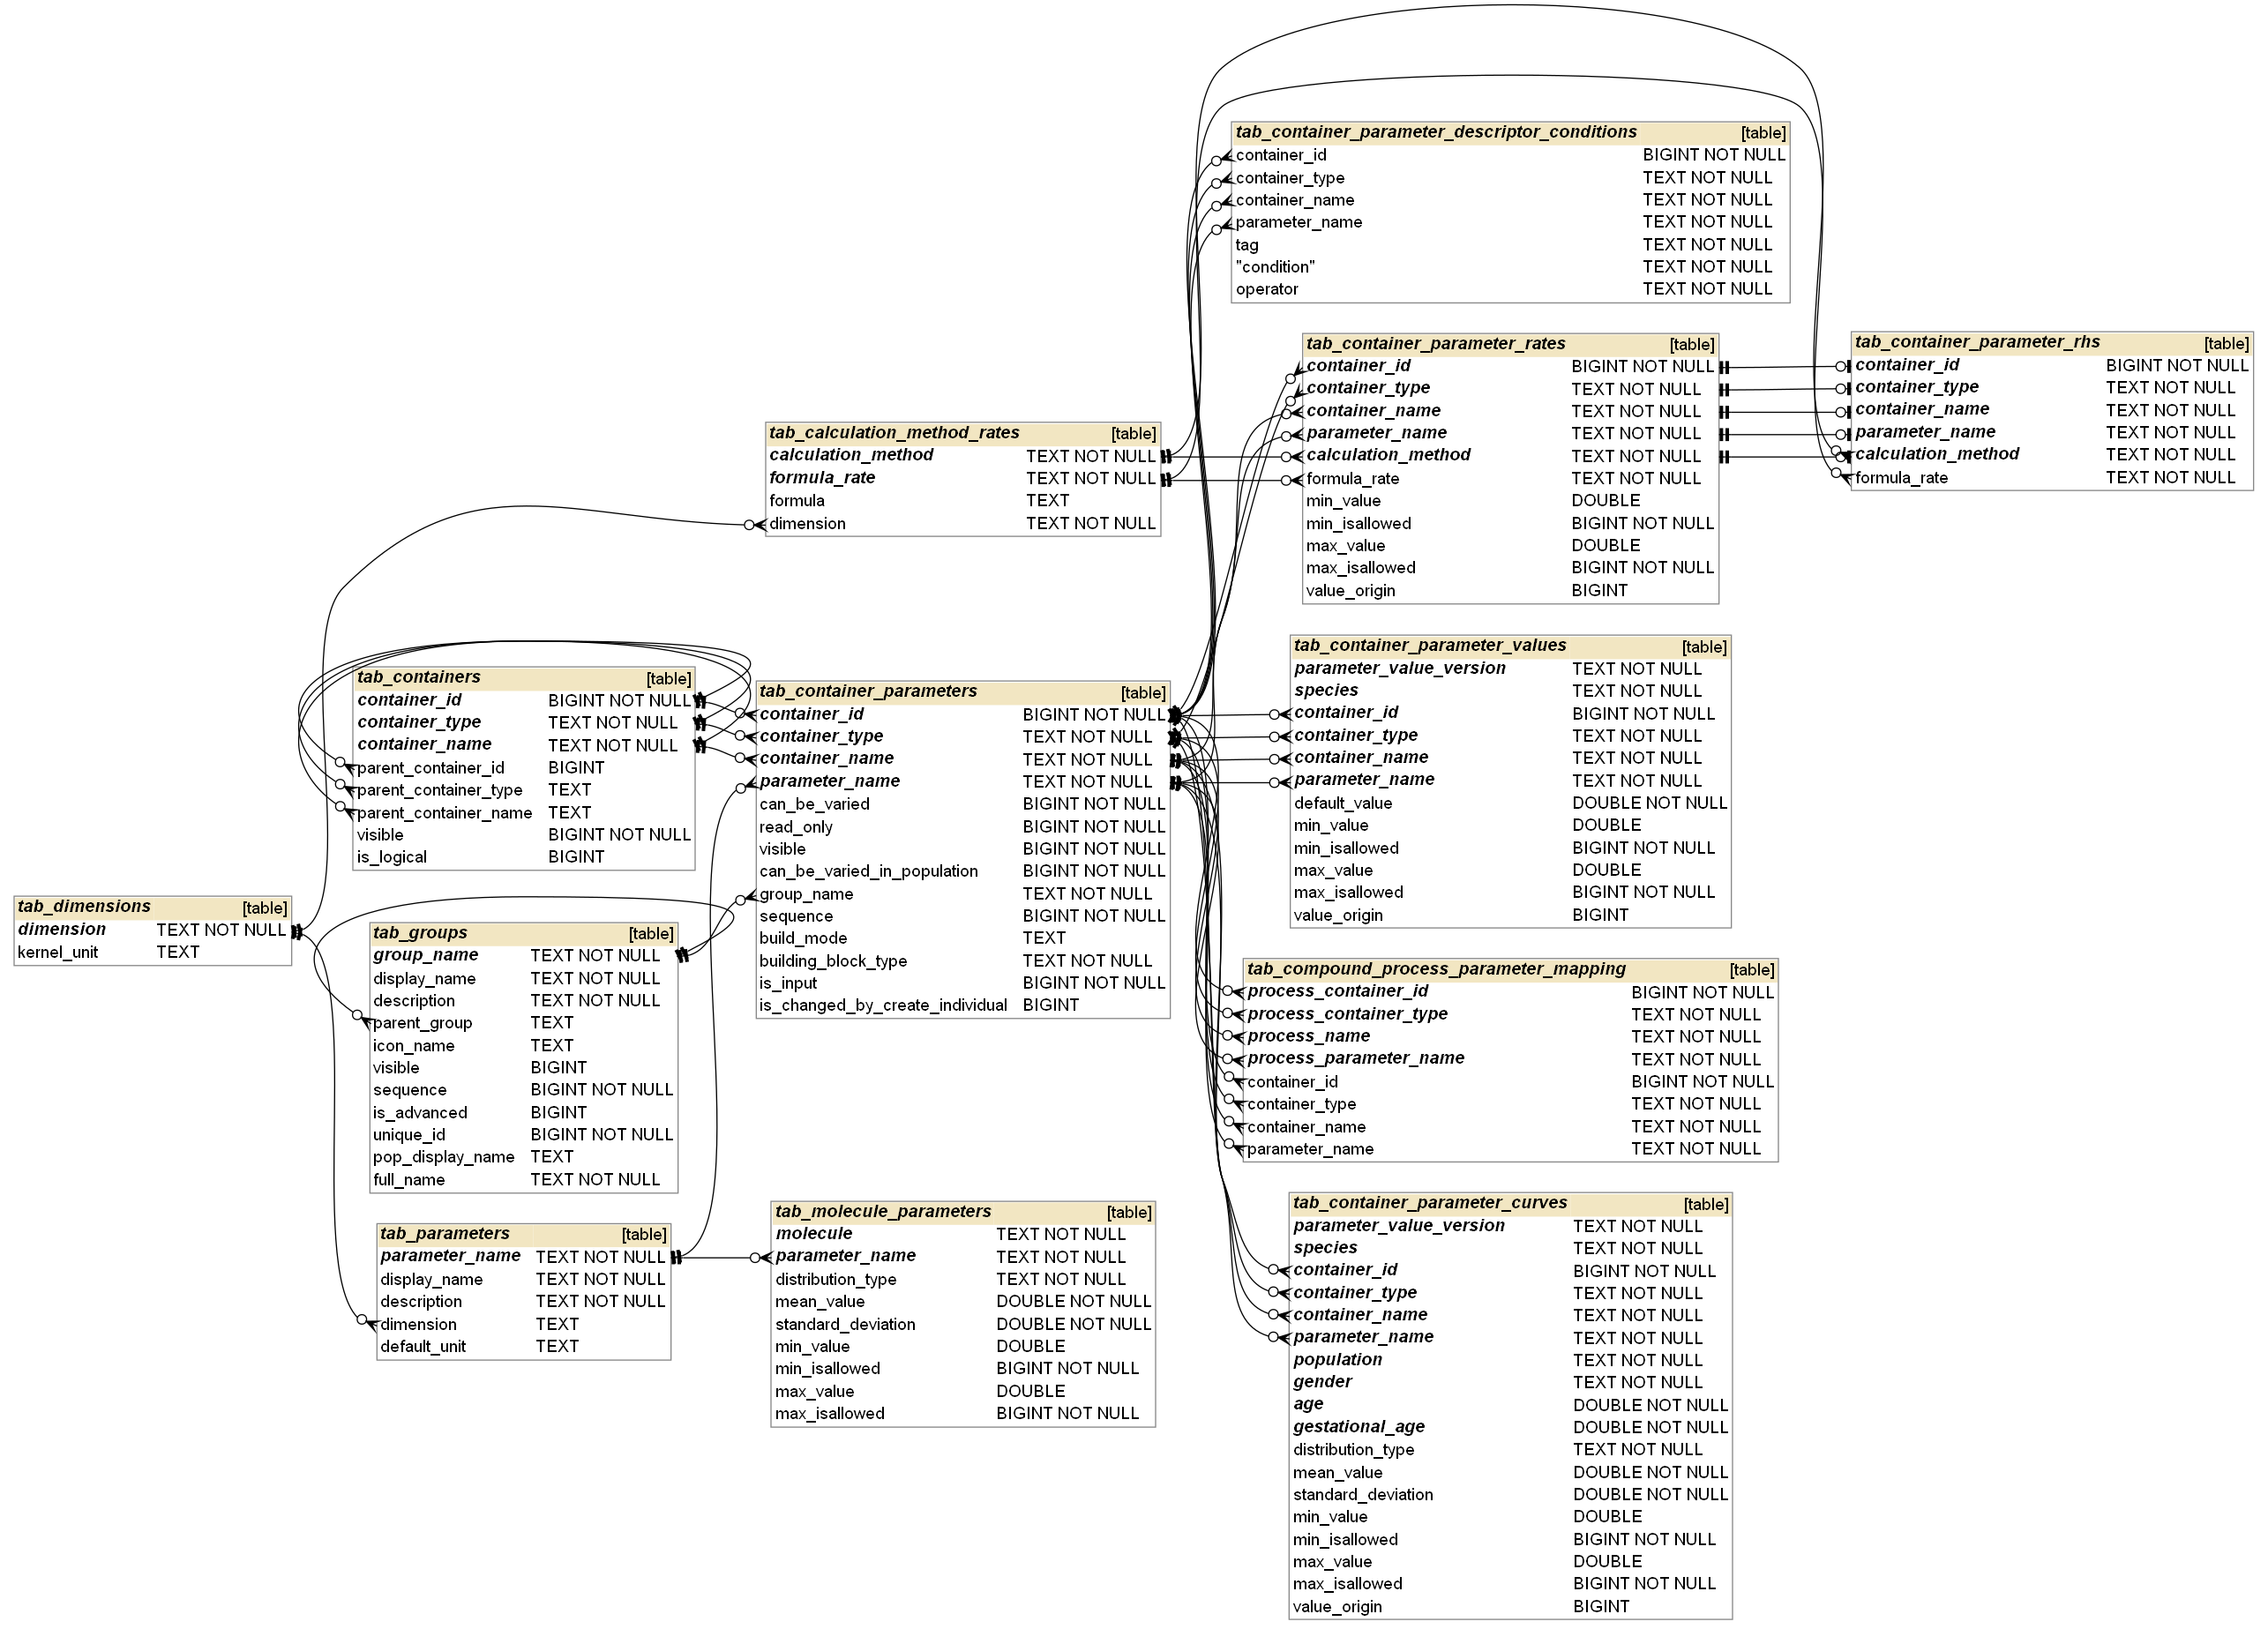 tab_container_parameter_descriptor_conditions [table]
container_id BIGINT NOT NULL
container_type TEXT NOT NULL
container_name TEXT NOT NULL
parameter_name TEXT NOT NULL
tag TEXT NOT NULL
"condition" TEXT NOT NULL
operator TEXT NOT NULL
tab_container_parameter_rates [table]
container_id BIGINT NOT NULL
container_type TEXT NOT NULL
container_name TEXT NOT NULL
parameter_name TEXT NOT NULL
calculation_method TEXT NOT NULL
formula_rate TEXT NOT NULL
min_value DOUBLE
min_isallowed BIGINT NOT NULL
max_value DOUBLE
max_isallowed BIGINT NOT NULL
value_origin BIGINT
tab_container_parameter_rhs [table]
container_id BIGINT NOT NULL
container_type TEXT NOT NULL
container_name TEXT NOT NULL
parameter_name TEXT NOT NULL
calculation_method TEXT NOT NULL
formula_rate TEXT NOT NULL
tab_calculation_method_rates [table]
calculation_method TEXT NOT NULL
formula_rate TEXT NOT NULL
formula TEXT
dimension TEXT NOT NULL
tab_containers [table]
container_id BIGINT NOT NULL
container_type TEXT NOT NULL
container_name TEXT NOT NULL
parent_container_id BIGINT
parent_container_type TEXT
parent_container_name TEXT
visible BIGINT NOT NULL
is_logical BIGINT
tab_container_parameters [table]
container_id BIGINT NOT NULL
container_type TEXT NOT NULL
container_name TEXT NOT NULL
parameter_name TEXT NOT NULL
can_be_varied BIGINT NOT NULL
read_only BIGINT NOT NULL
visible BIGINT NOT NULL
can_be_varied_in_population BIGINT NOT NULL
group_name TEXT NOT NULL
sequence BIGINT NOT NULL
build_mode TEXT
building_block_type TEXT NOT NULL
is_input BIGINT NOT NULL
is_changed_by_create_individual BIGINT
tab_container_parameter_values [table]
parameter_value_version TEXT NOT NULL
species TEXT NOT NULL
container_id BIGINT NOT NULL
container_type TEXT NOT NULL
container_name TEXT NOT NULL
parameter_name TEXT NOT NULL
default_value DOUBLE NOT NULL
min_value DOUBLE
min_isallowed BIGINT NOT NULL
max_value DOUBLE
max_isallowed BIGINT NOT NULL
value_origin BIGINT
tab_dimensions [table]
dimension TEXT NOT NULL
kernel_unit TEXT
tab_groups [table]
group_name TEXT NOT NULL
display_name TEXT NOT NULL
description TEXT NOT NULL
parent_group TEXT
icon_name TEXT
visible BIGINT
sequence BIGINT NOT NULL
is_advanced BIGINT
unique_id BIGINT NOT NULL
pop_display_name TEXT
full_name TEXT NOT NULL
tab_compound_process_parameter_mapping [table]
process_container_id BIGINT NOT NULL
process_container_type TEXT NOT NULL
process_name TEXT NOT NULL
process_parameter_name TEXT NOT NULL
container_id BIGINT NOT NULL
container_type TEXT NOT NULL
container_name TEXT NOT NULL
parameter_name TEXT NOT NULL
tab_parameters [table]
parameter_name TEXT NOT NULL
display_name TEXT NOT NULL
description TEXT NOT NULL
dimension TEXT
default_unit TEXT
tab_molecule_parameters [table]
molecule TEXT NOT NULL
parameter_name TEXT NOT NULL
distribution_type TEXT NOT NULL
mean_value DOUBLE NOT NULL
standard_deviation DOUBLE NOT NULL
min_value DOUBLE
min_isallowed BIGINT NOT NULL
max_value DOUBLE
max_isallowed BIGINT NOT NULL
tab_container_parameter_curves [table]
parameter_value_version TEXT NOT NULL
species TEXT NOT NULL
container_id BIGINT NOT NULL
container_type TEXT NOT NULL
container_name TEXT NOT NULL
parameter_name TEXT NOT NULL
population TEXT NOT NULL
gender TEXT NOT NULL
age DOUBLE NOT NULL
gestational_age DOUBLE NOT NULL
distribution_type TEXT NOT NULL
mean_value DOUBLE NOT NULL
standard_deviation DOUBLE NOT NULL
min_value DOUBLE
min_isallowed BIGINT NOT NULL
max_value DOUBLE
max_isallowed BIGINT NOT NULL
value_origin BIGINT